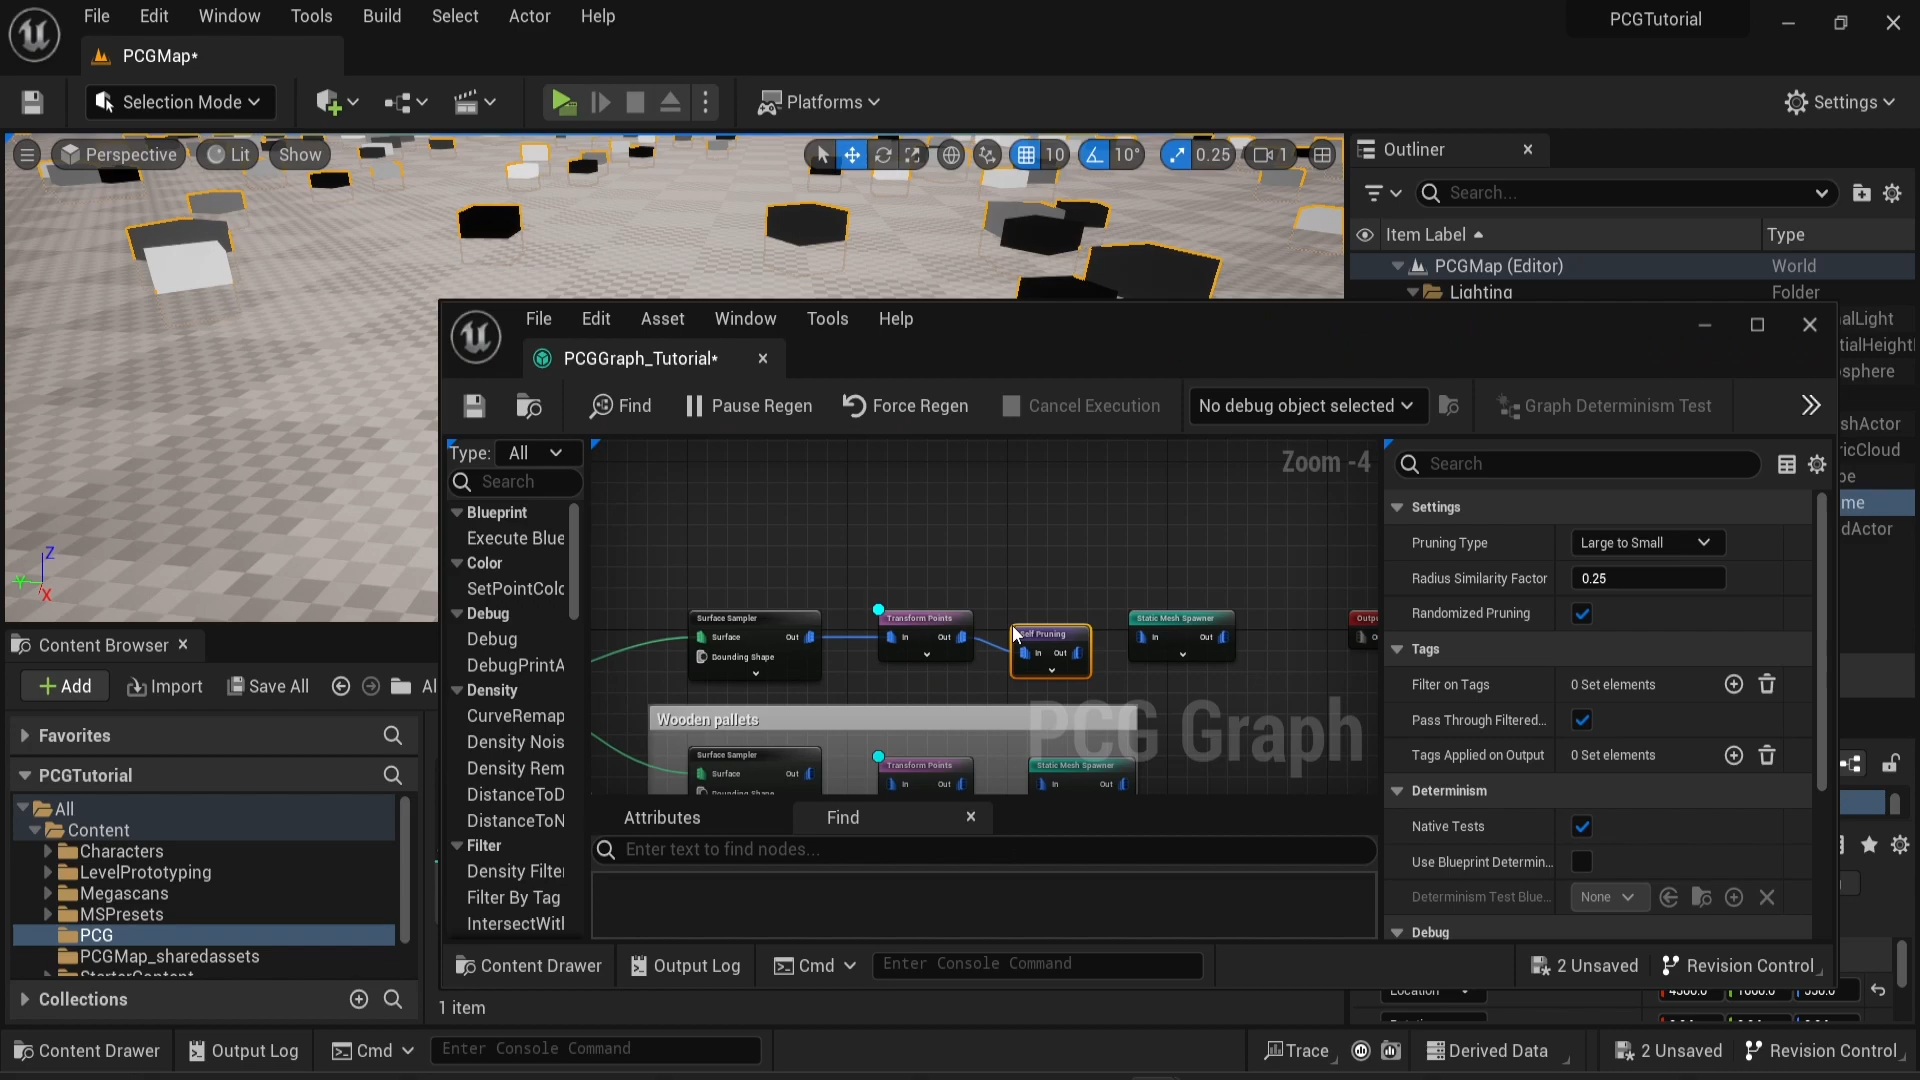 File Edit Window Tools Build Select Actor Help PCGTutorial
PCGMap*
Selection Mode Platforms Settings
Perspective Lit Show 10 10° 0.25 1
Outliner
Search...
Item Label Type
PCGMap (Editor) World
Lighting Folder
alLight
tialHeight
osphere
shActor
ricCloud
pe
me
dActor
File Edit Asset Window Tools Help
PCGGraph_Tutorial*
Find Pause Regen Force Regen Cancel Execution No debug object selected Graph Determinism Test
Type: All
Search
Blueprint
Execute Blue
Color
SetPointColo
Debug
Debug
DebugPrintA
Density
CurveRemap
Density Nois
Density Rem
DistanceToD
DistanceToN
Filter
Density Filte
Filter By Tag
IntersectWitl
Zoom -4
Surface Sampler
Surface Out
Bounding Shape
Transform Points
In Out
Self Pruning
In Out
Static Mesh Spawner
In Out
Outp
Wooden pallets
PCG Graph
Surface Sampler
Surface Out
Bounding Shape
Transform Points
In Out
Static Mesh Spawner
In Out
Attributes Find
Enter text to find nodes...
Search
Settings
Pruning Type Large to Small
Radius Similarity Factor 0.25
Randomized Pruning
Tags
Filter on Tags 0 Set elements
Pass Through Filtered...
Tags Applied on Output 0 Set elements
Determinism
Native Tests
Use Blueprint Determin...
Determinism Test Blue... None
Debug
Content Drawer Output Log Cmd Enter Console Command 2 Unsaved Revision Control
Content Browser
Add Import Save All Al
Favorites
PCGTutorial
All
Content
Characters
LevelPrototyping
Megascans
MSPresets
PCG
PCGMap_sharedassets
StarterContent
Collections
1 item
Location 4500.0 1000.0 550.0
Content Drawer Output Log Cmd Enter Console Command Trace Derived Data 2 Unsaved Revision Control